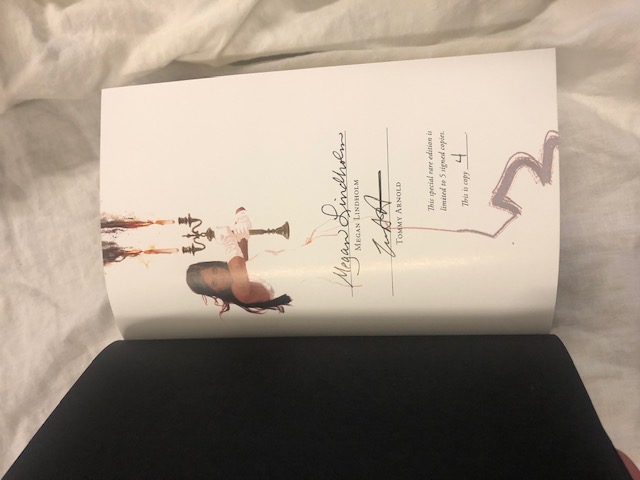 Megan Lindholm
MEGAN LINDHOLM
TOMMY ARNOLD
This special rare edition is
limited to 5 signed copies.
This is copy 4